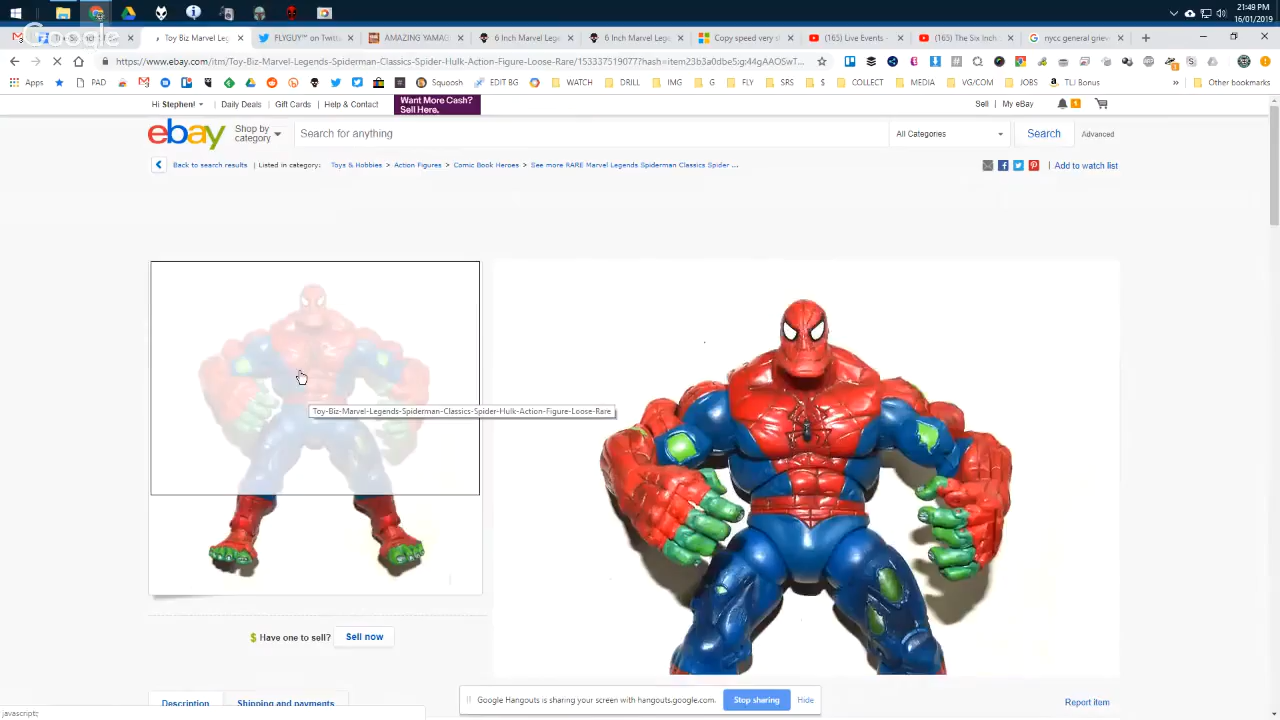 21:49
16/01/2019
Google
Toy Biz Marvel Leg
FLYGUY™ on Twitt
AMAZING YAMAG
6 Inch Marvel Lege
6 Inch Marvel Lege
Copy speed very sl
(165) Live Events -
(165) The Six Inch
nycc general griev
https://www.ebay.com/itm/Toy-Biz-Marvel-Legends-Spiderman-Classics-Spider-Hulk-Action-Figure-Loose-Rare/153337519077?hash=item23b3a0dbe5:g:44gAAOSwT...
Apps PAD Squoosh EDIT BG WATCH DRILL IMG G FLY SRS COLLECT MEDIA VG/COM JOBS TLJ Bonus » Other bookmarks
Hi Stephen! Daily Deals Gift Cards Help & Contact
Want More Cash?
Sell Here.
Sell My eBay 1
ebay
Shop by
category
Search for anything
All Categories
Search
Advanced
Back to search results | Listed in category: Toys & Hobbies > Action Figures > Comic Book Heroes > See more RARE Marvel Legends Spiderman Classics Spider ...
| Add to watch list
Toy-Biz-Marvel-Legends-Spiderman-Classics-Spider-Hulk-Action-Figure-Loose-Rare
$ Have one to sell? Sell now
Description
Shipping and payments
Google Hangouts is sharing your screen with hangouts.google.com.
Stop sharing
Hide
Report item
javascript:;